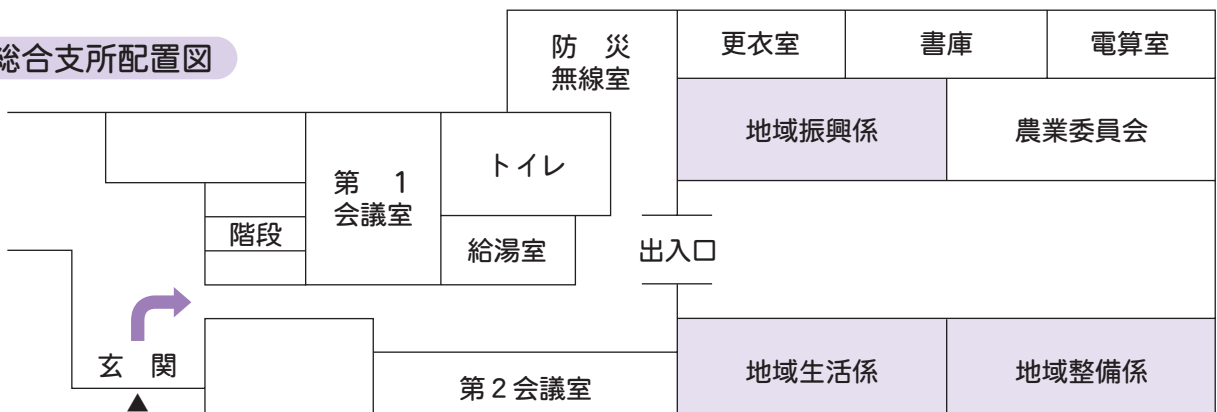 総合支所配置図
防　災
無線室
更衣室
書庫
電算室
地域振興係
農業委員会
トイレ
第　1
会議室
階段
給湯室
出入口
玄　関
▲
第２会議室
地域生活係
地域整備係